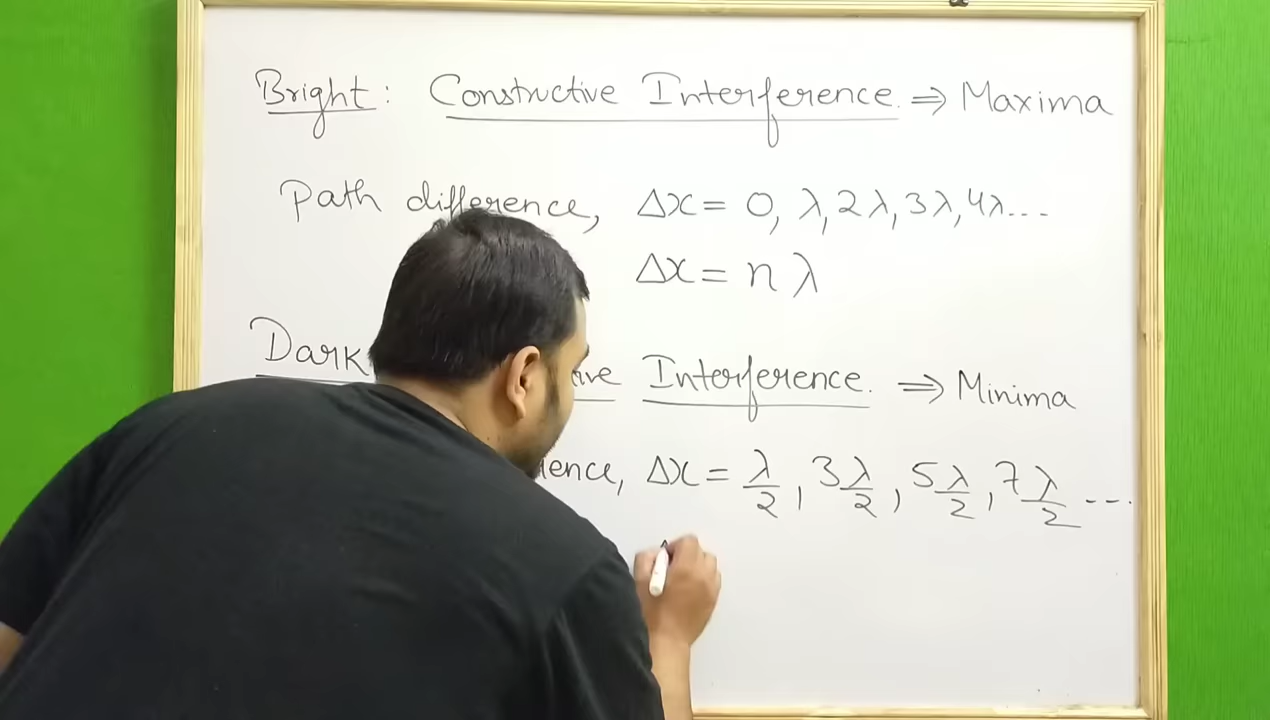 Bright: Constructive Interference. ⇒ Maxima
Path difference, Δx = 0, λ, 2λ, 3λ, 4λ...
Δx = n λ
Dark Interference. ⇒ Minima
Δx = λ/2, 3λ/2, 5λ/2, 7λ/2 ---